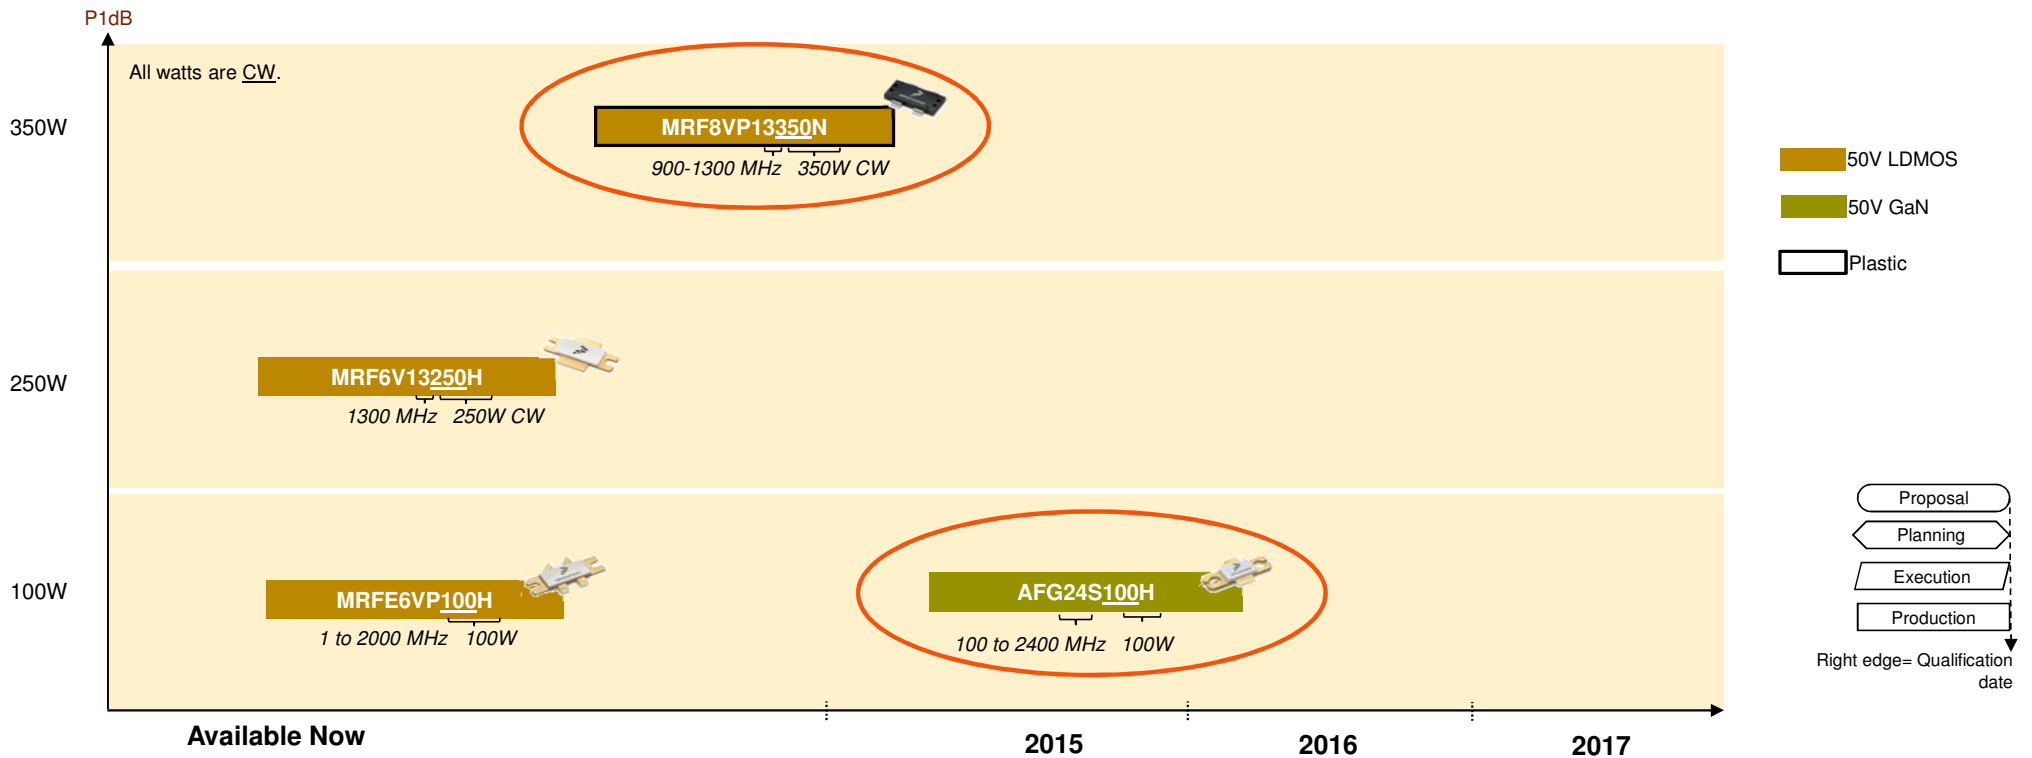 P1dB
All watts are CW.
350W
MRF8VP13350N
900-1300 MHz 350W CW
50V LDMOS
50V GaN
Plastic
250W
MRF6V13250H
1300 MHz 250W CW
100W
MRFE6VP100H
1 to 2000 MHz 100W
AFG24S100H
100 to 2400 MHz 100W
Proposal
Planning
Execution
Production
Right edge= Qualification
date
Available Now
2015
2016
2017